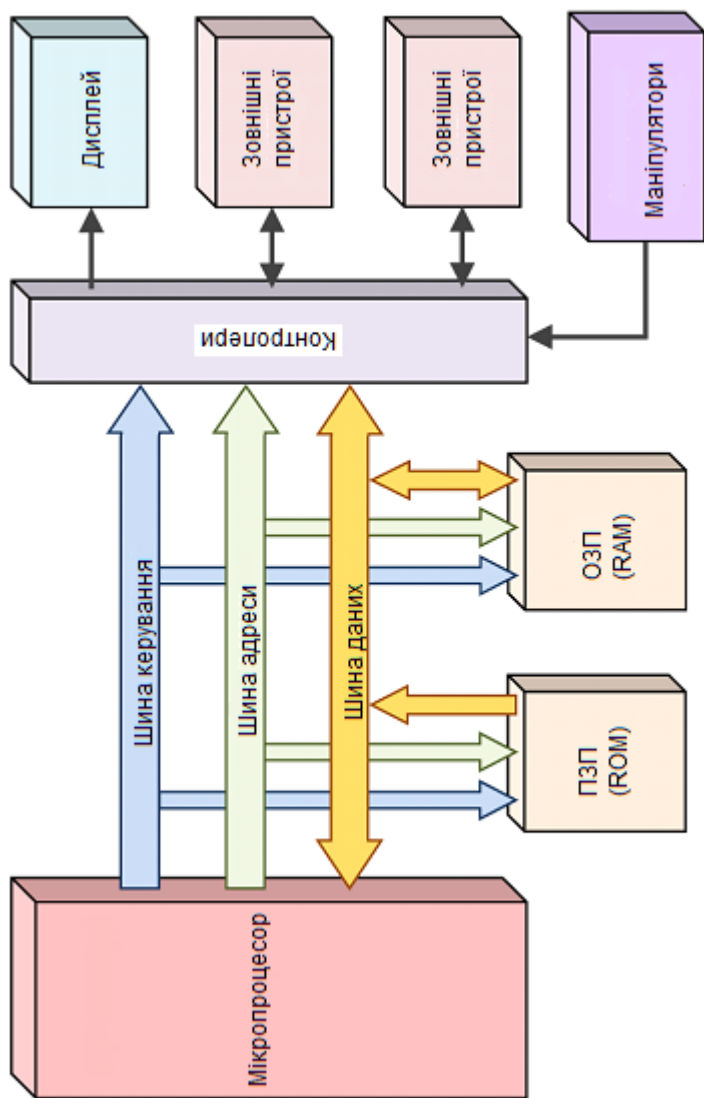 Дисплей
Зовнішні
пристрої
Зовнішні
пристрої
Маніпулятори
Контролери
Шина керування
Шина адреси
Шина даних
ОЗП
(RAM)
ПЗП
(ROM)
Мікропроцесор